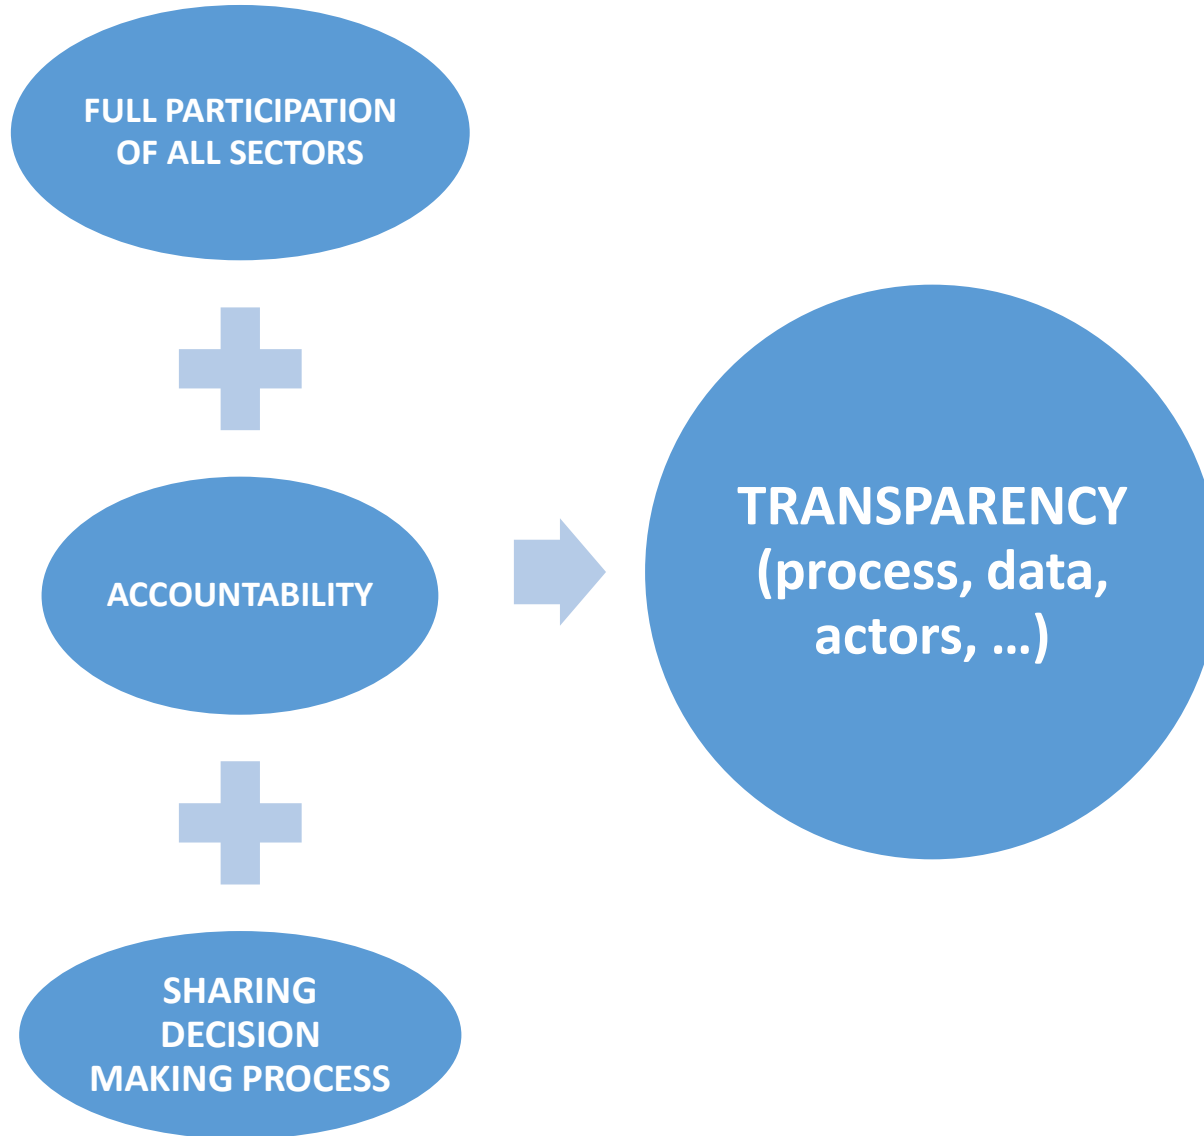 FULL PARTICIPATION
OF ALL SECTORS
ACCOUNTABILITY
SHARING
DECISION
MAKING PROCESS
TRANSPARENCY
(process, data,
actors, …)